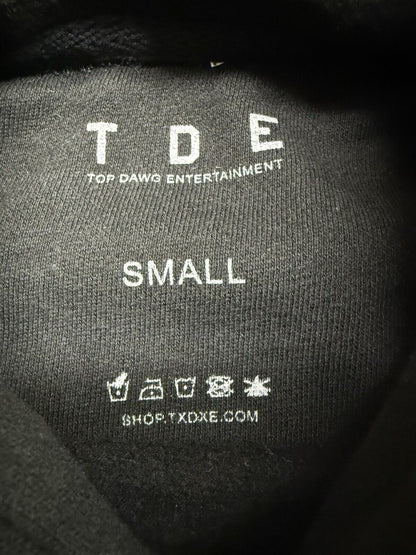 T D E
TOP DAWG ENTERTAINMENT
SMALL
SHOP.TXDXE.COM